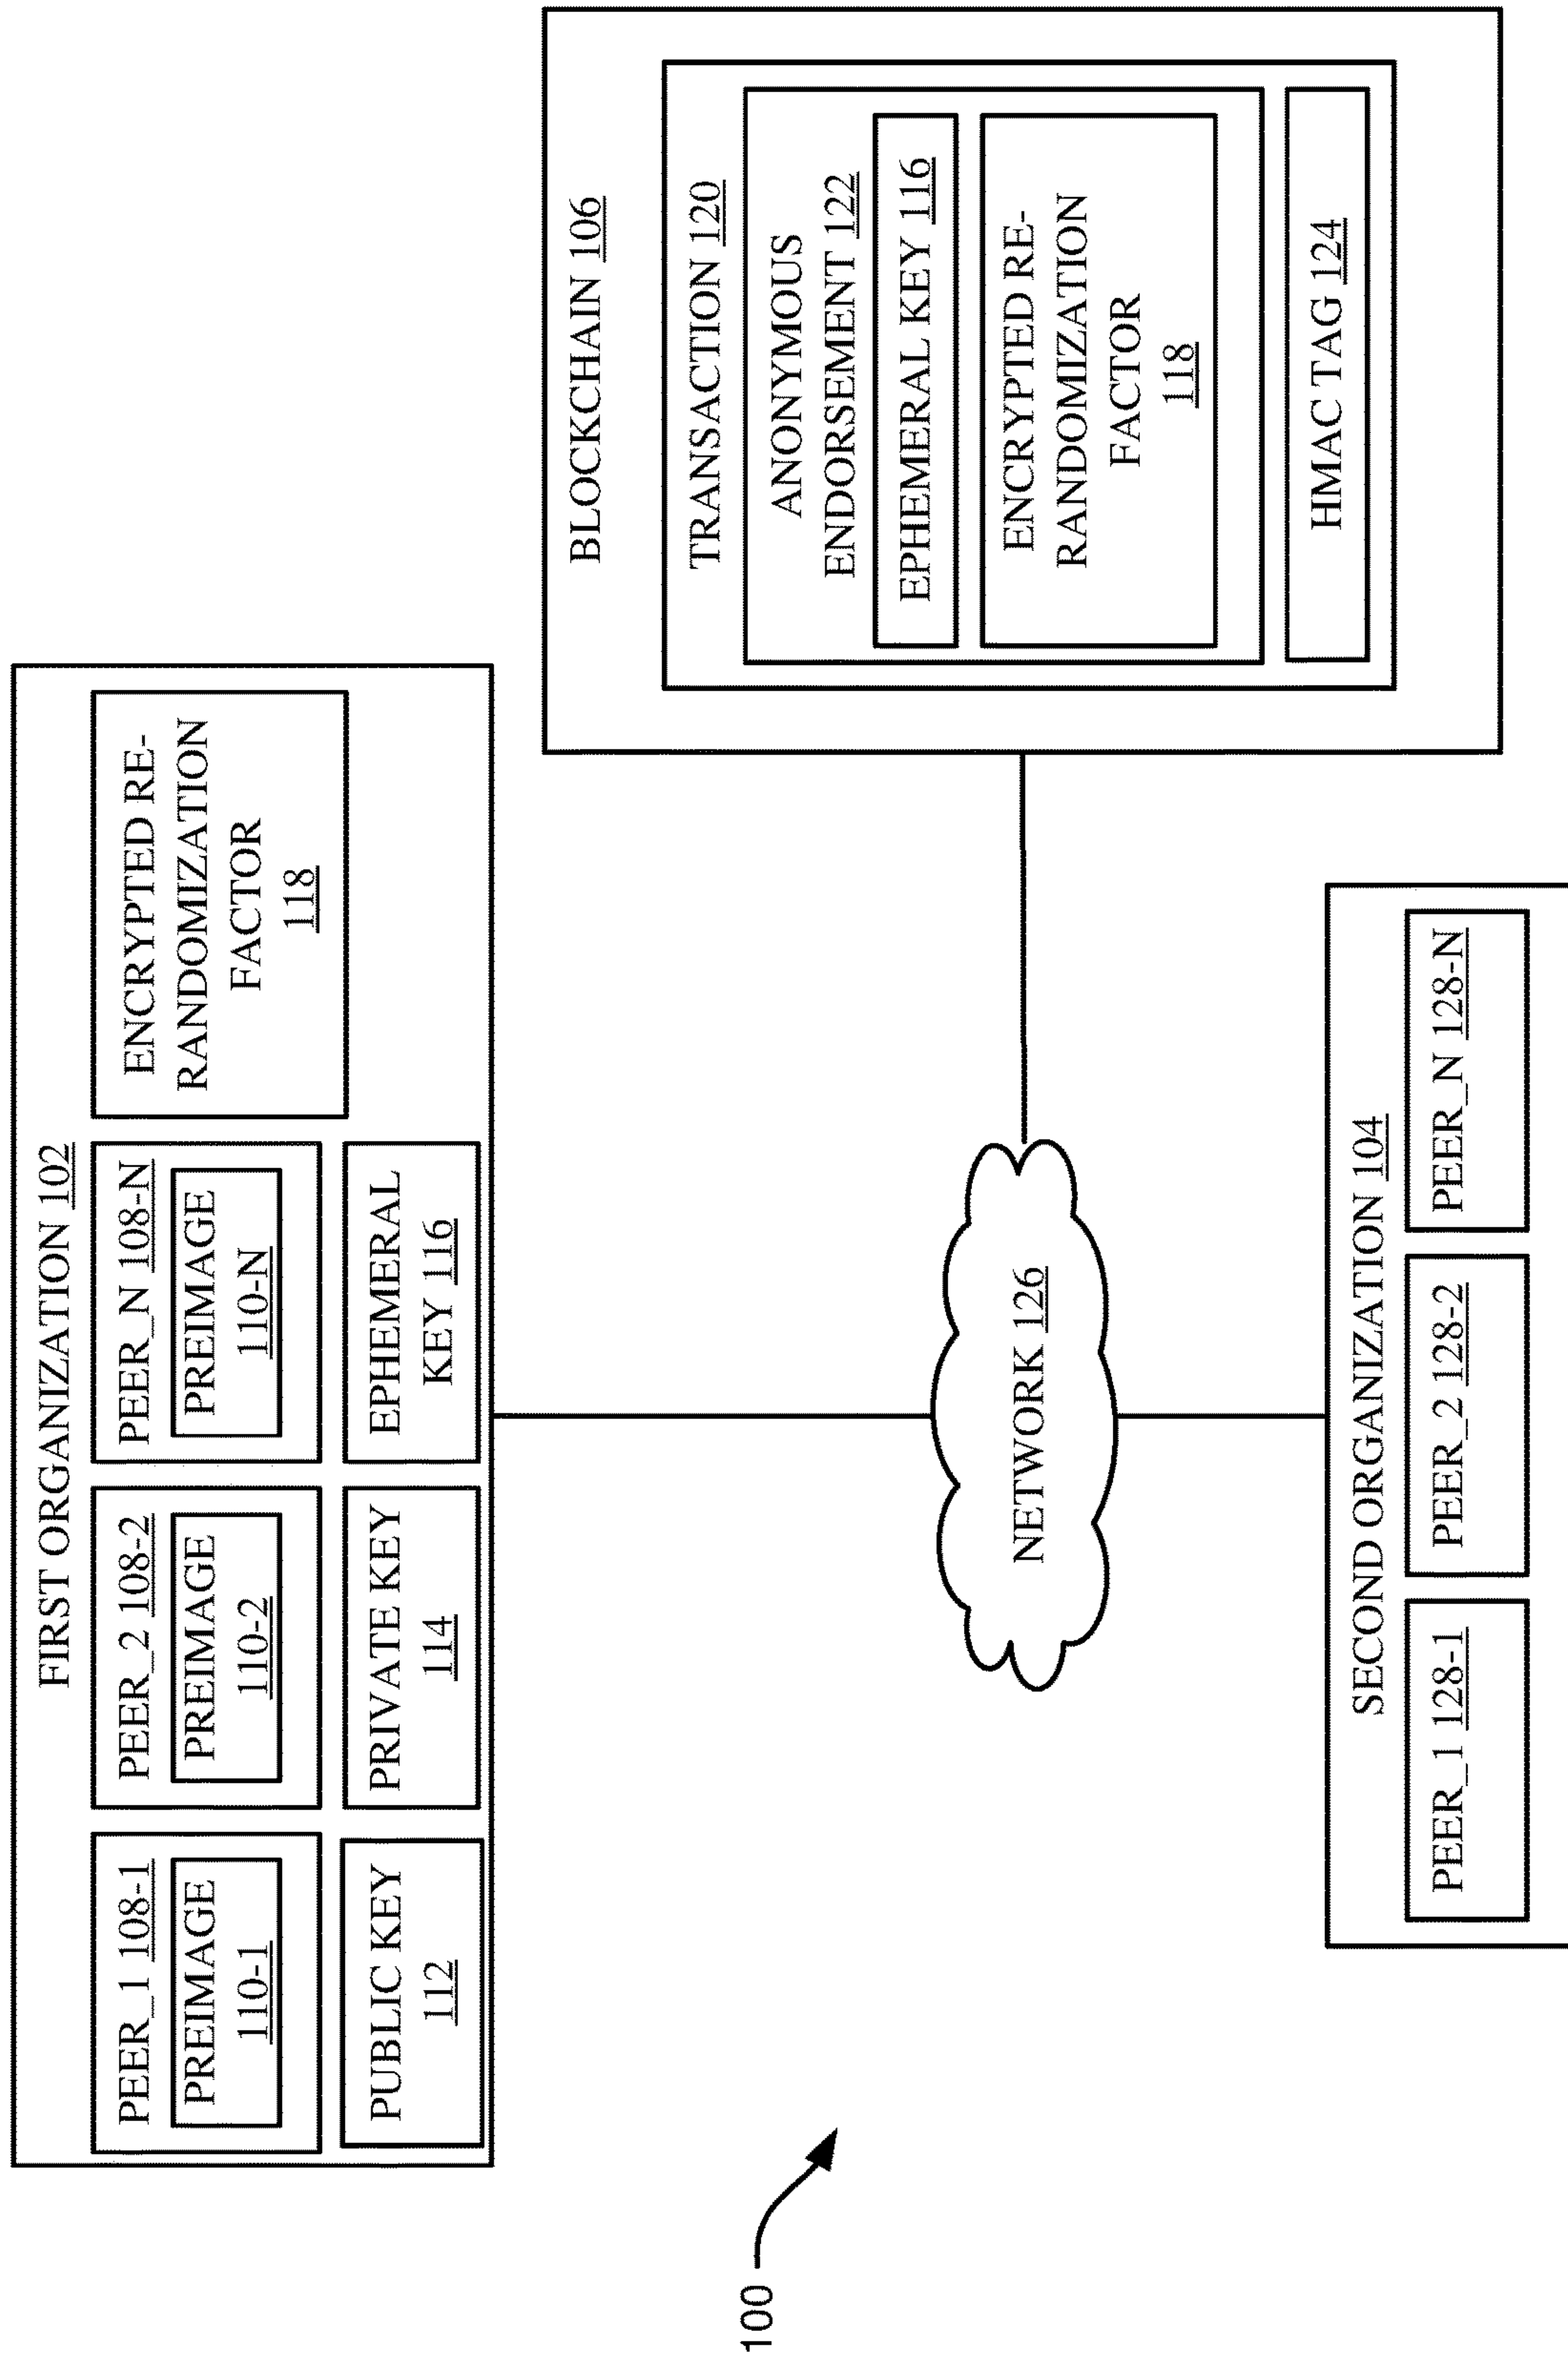 100
FIRST ORGANIZATION 102
PEER_1 108-1
PREIMAGE
110-1
PEER_2 108-2
PREIMAGE
110-2
PEER_N 108-N
PREIMAGE
110-N
ENCRYPTED RE-
RANDOMIZATION
FACTOR
118
PUBLIC KEY
112
PRIVATE KEY
114
EPHEMERAL
KEY 116
NETWORK 126
BLOCKCHAIN 106
TRANSACTION 120
ANONYMOUS
ENDORSEMENT 122
EPHEMERAL KEY 116
ENCRYPTED RE-
RANDOMIZATION
FACTOR
118
HMAC TAG 124
SECOND ORGANIZATION 104
PEER_1 128-1
PEER_2 128-2
PEER_N 128-N